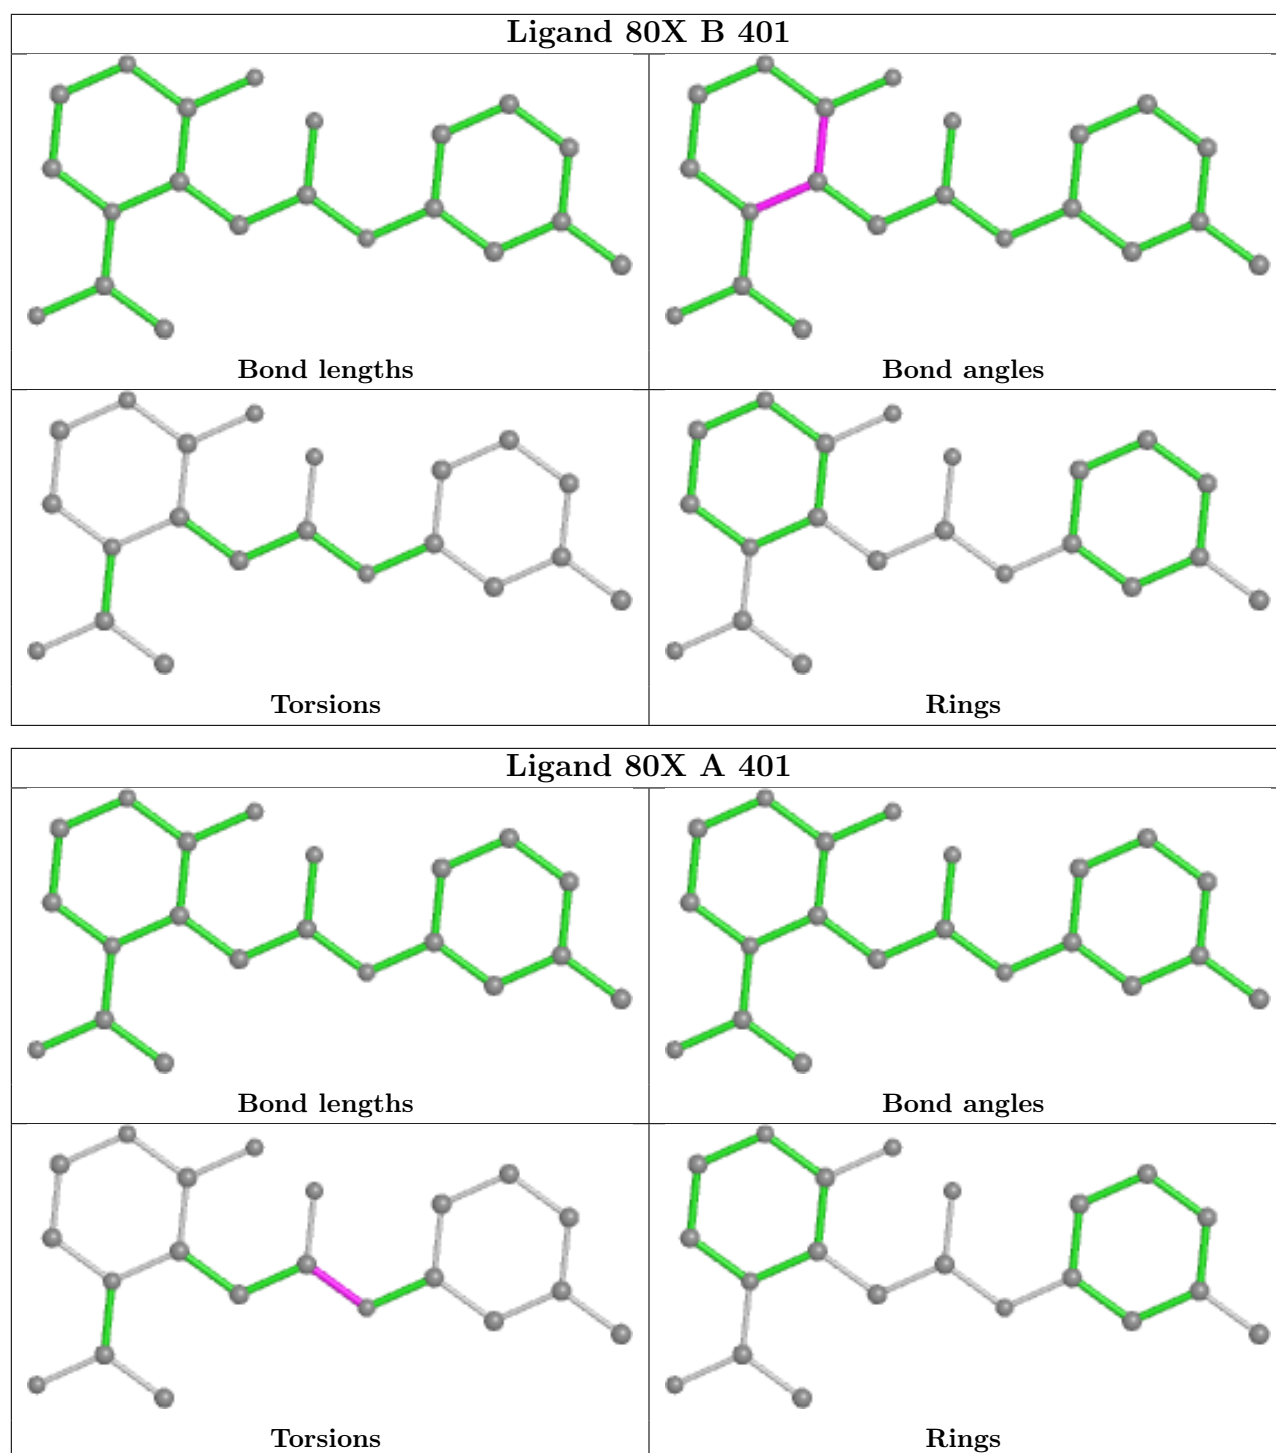 Ligand 80X B 401
Bond lengths
Bond angles
Torsions
Rings
Ligand 80X A 401
Bond lengths
Bond angles
Torsions
Rings